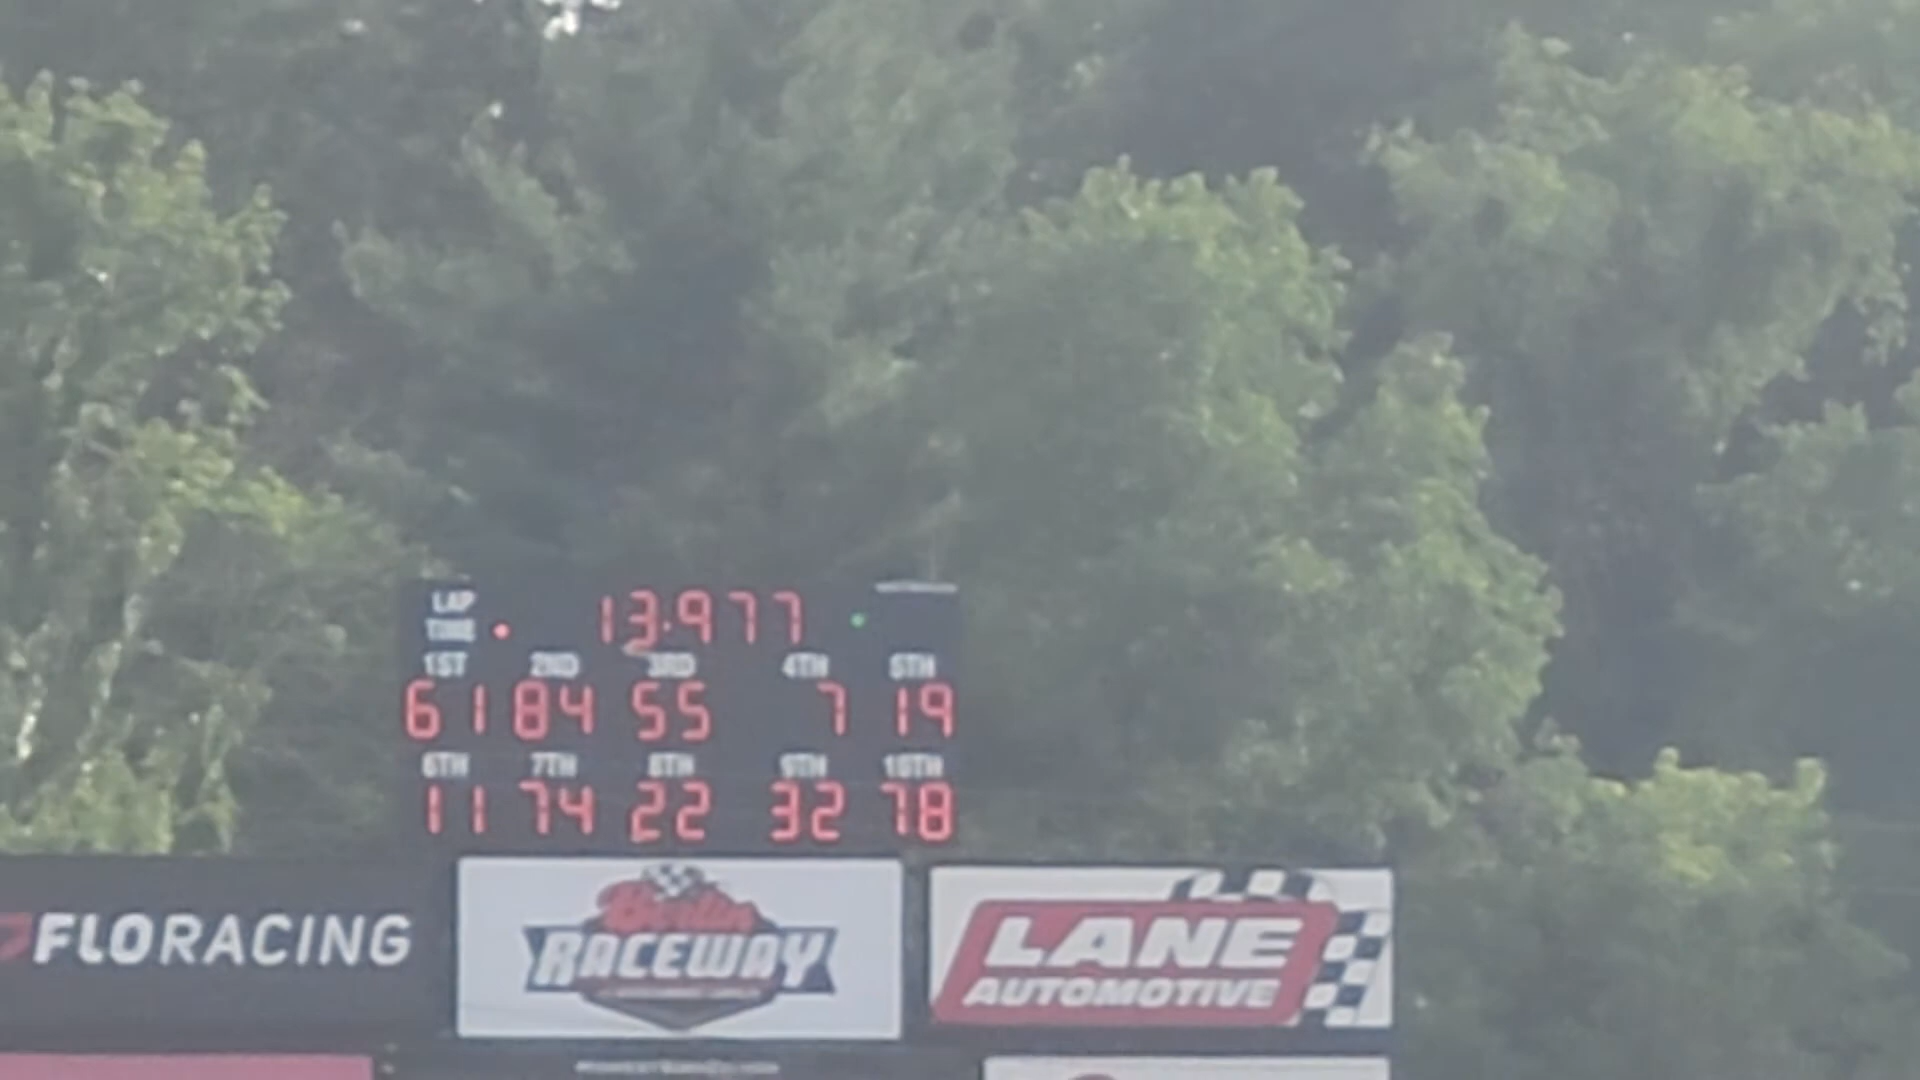 LAP
TIME
13.977
1ST 2ND 3RD 4TH 5TH
61 84 55 7 19
6TH 7TH 8TH 9TH 10TH
11 74 22 32 78
FLORACING
Berlin
RACEWAY
LANE
AUTOMOTIVE